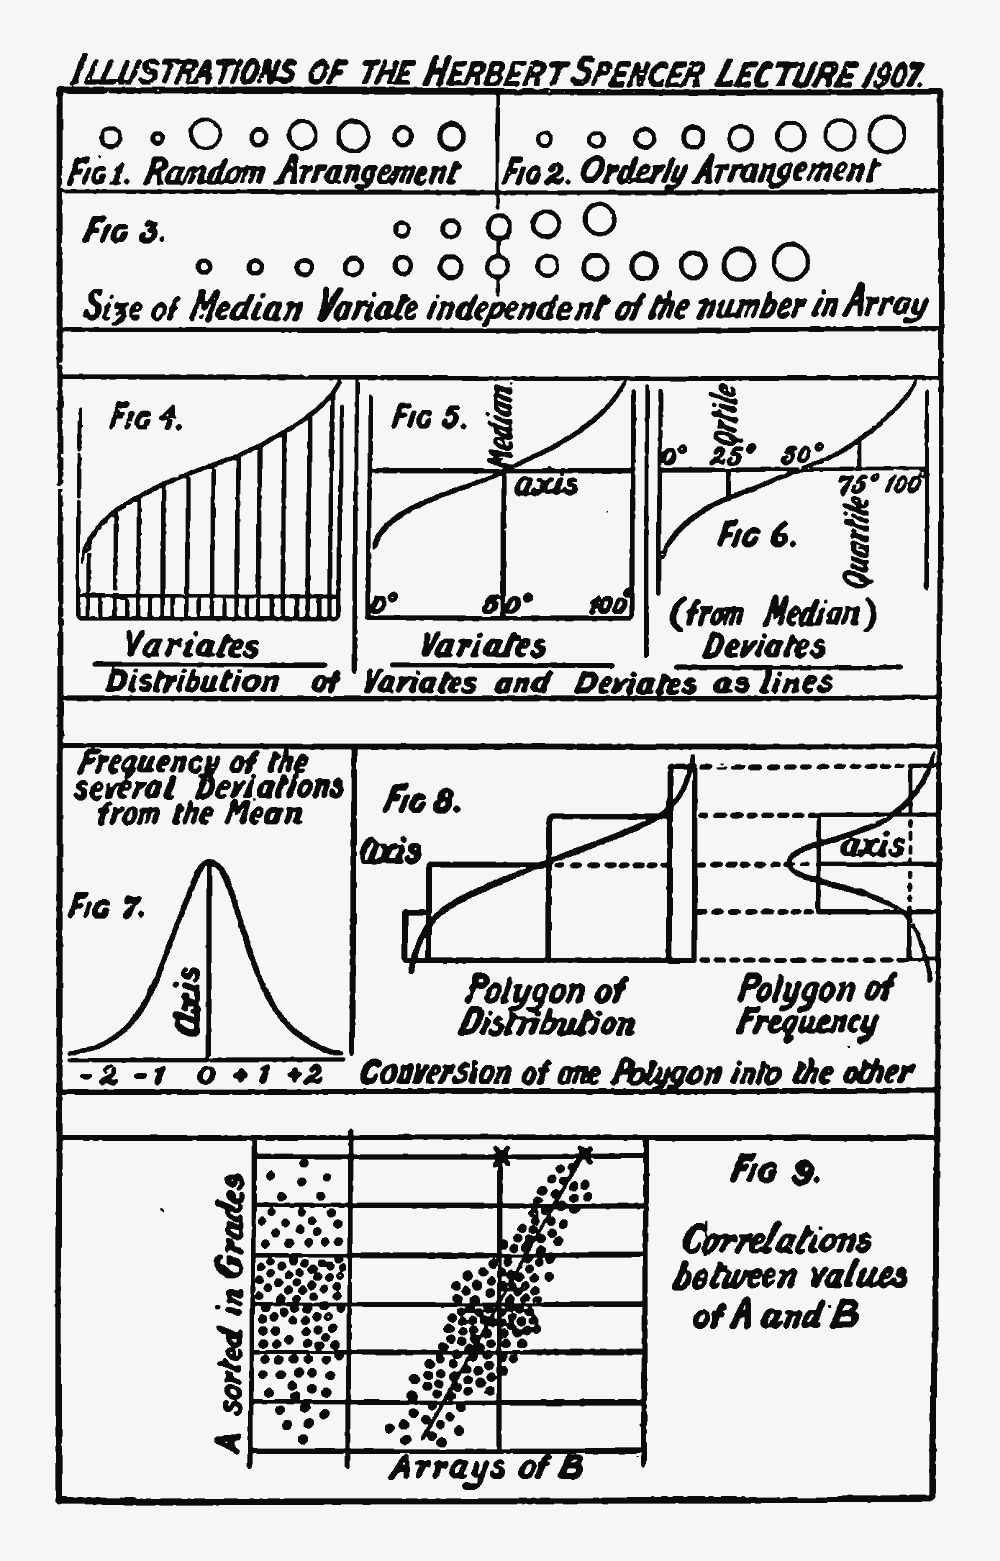 ILLUSTRATIONS OF THE HERBERT SPENCER LECTURE 1907.
FIG 1. Random Arrangement
FIG 2. Orderly Arrangement
FIG 3.
Size of Median Variate independent of the number in Array
FIG 4.
Variates
FIG 5.
Median
axis
0° 50° 100°
Variates
Qrtile
0° 25° 50°
75° 100°
Quartile
FIG 6.
(from Median)
Deviates
Distribution of Variates and Deviates as lines
Frequency of the
several Deviations
from the Mean
FIG 7.
axis
-2 -1 0 +1 +2
FIG 8.
axis
axis
Polygon of
Distribution
Polygon of
Frequency
Conversion of one Polygon into the other
A sorted in Grades
Arrays of B
FIG 9.
Correlations
between values
of A and B